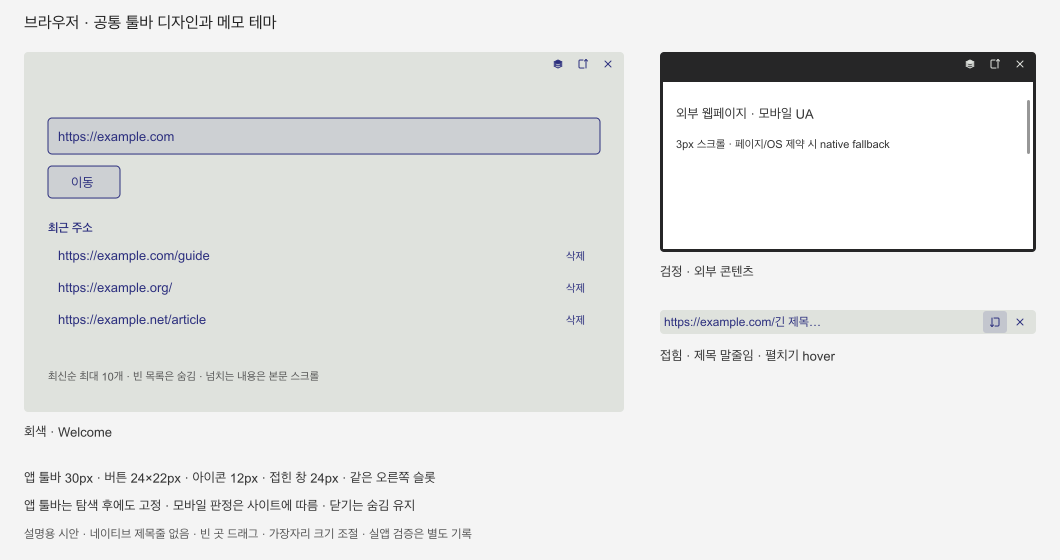 브라우저 · 공통 툴바 디자인과 메모 테마
https://example.com
이동
최근 주소
https://example.com/guide 삭제
https://example.org/ 삭제
https://example.net/article 삭제
최신순 최대 10개 · 빈 목록은 숨김 · 넘치는 내용은 본문 스크롤
회색 · Welcome
외부 웹페이지 · 모바일 UA
3px 스크롤 · 페이지/OS 제약 시 native fallback
검정 · 외부 콘텐츠
https://example.com/긴 제목…
접힘 · 제목 말줄임 · 펼치기 hover
앱 툴바 30px · 버튼 24×22px · 아이콘 12px · 접힌 창 24px · 같은 오른쪽 슬롯
앱 툴바는 탐색 후에도 고정 · 모바일 판정은 사이트에 따름 · 닫기는 숨김 유지
설명용 시안 · 네이티브 제목줄 없음 · 빈 곳 드래그 · 가장자리 크기 조절 · 실앱 검증은 별도 기록